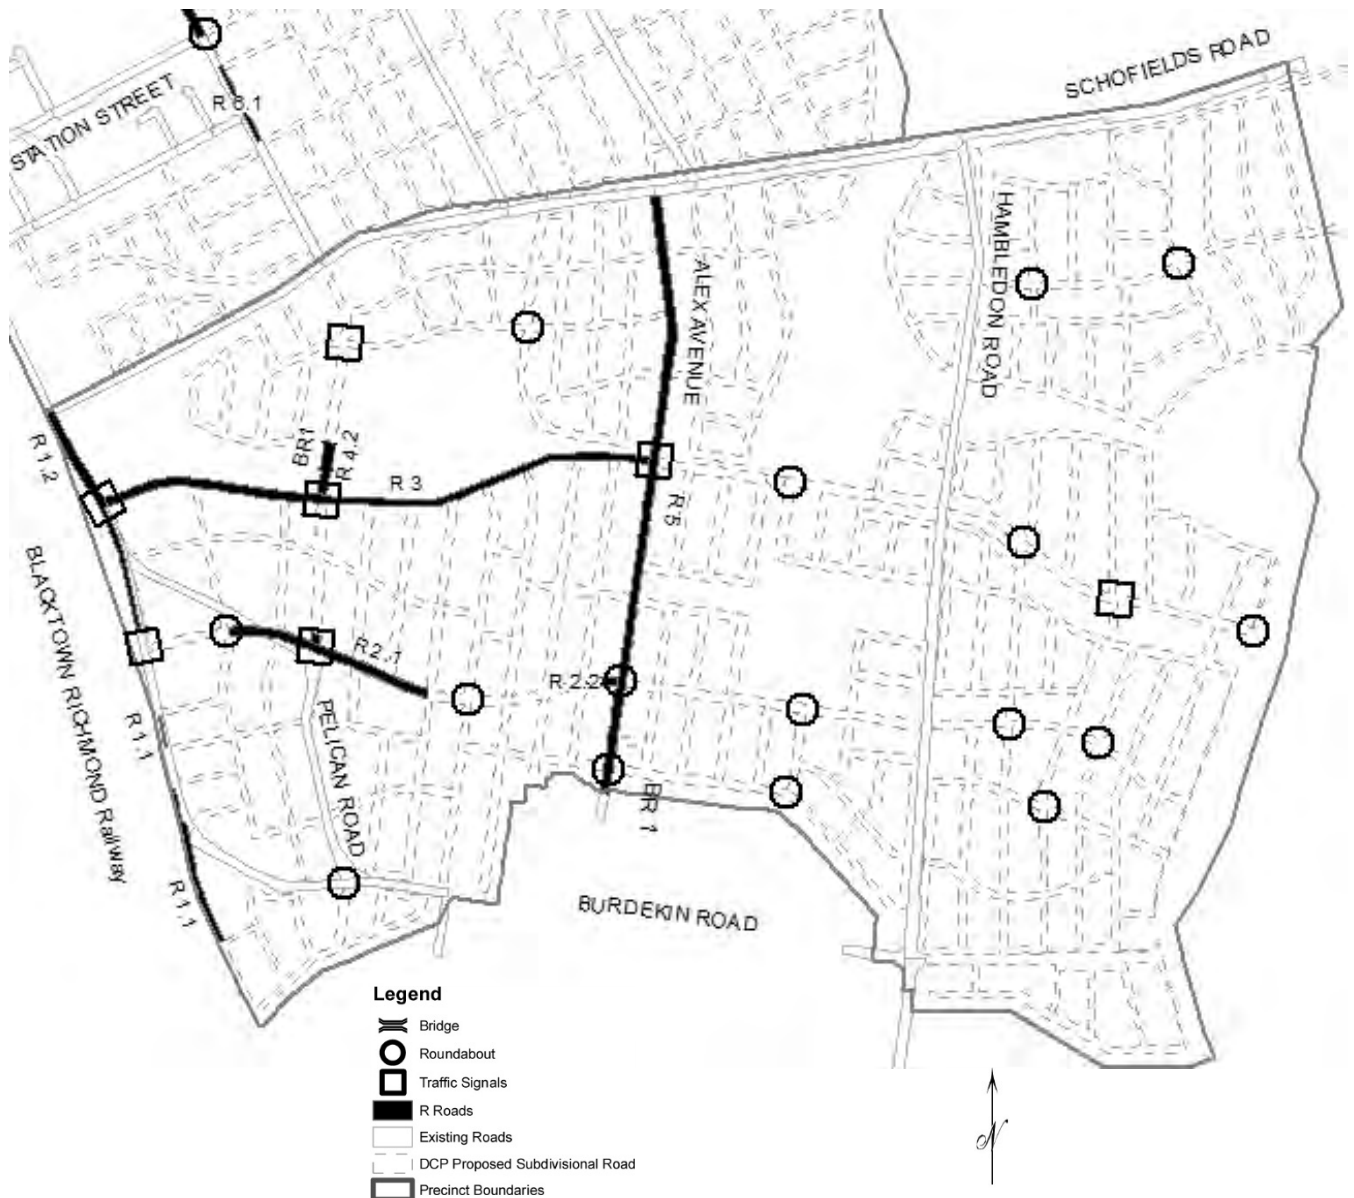 SCHOFIELDS ROAD
STATION STREET
R 6.1
HAMBLEDON ROAD
ALEX AVENUE
R 1.2
BR1
R 4.2
R 3
R 5
BLACKTOWN RICHMOND Railway
R 2.1
R 2.2
R 1.1
PELICAN ROAD
BR 1
R 1.1
BURDEKIN ROAD
Legend
Bridge
Roundabout
Traffic Signals
R Roads
Existing Roads
DCP Proposed Subdivisional Road
Precinct Boundaries
N